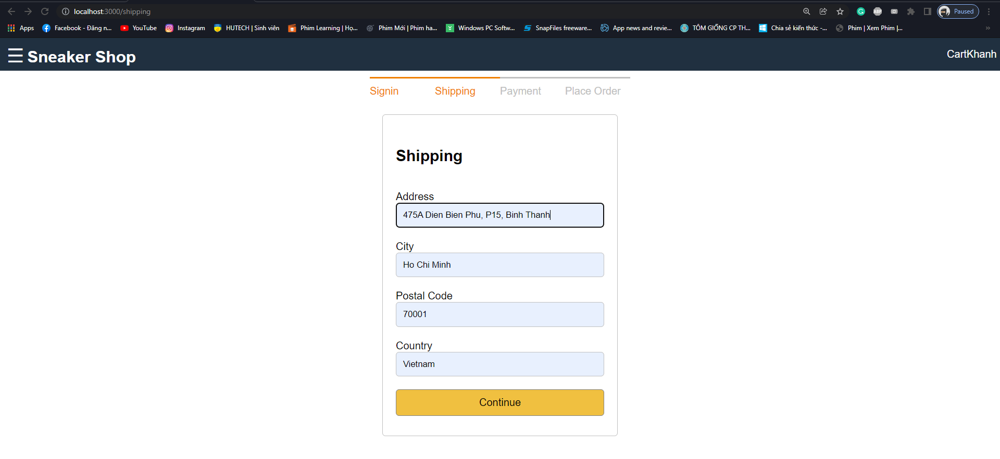 localhost:3000/shipping
ABP
Paused
Apps Facebook - Đăng n... YouTube Instagram HUTECH | Sinh viên Phim Learning | Họ... Phim Mới | Phim ha... Windows PC Softw... SnapFiles freeware... App news and revie... TÔM GIỐNG CP TH... Chia sẻ kiến thức -... Phim | Xem Phim |... »
☰ Sneaker Shop CartKhanh
Signin Shipping Payment Place Order
Shipping
Address
475A Dien Bien Phu, P15, Binh Thanh
City
Ho Chi Minh
Postal Code
70001
Country
Vietnam
Continue